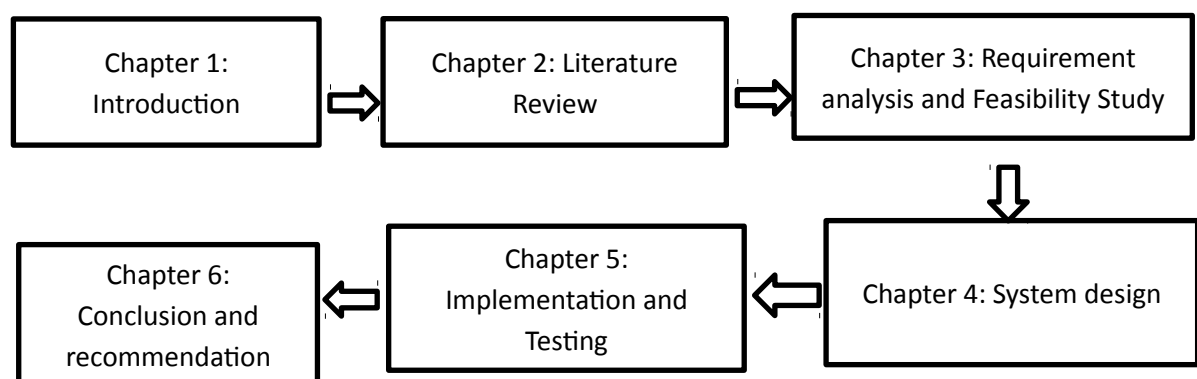 Chapter 1:
Introduction
Chapter 2: Literature
Review
Chapter 3: Requirement
analysis and Feasibility Study
Chapter 4: System design
Chapter 5:
Implementation and
Testing
Chapter 6:
Conclusion and
recommendation